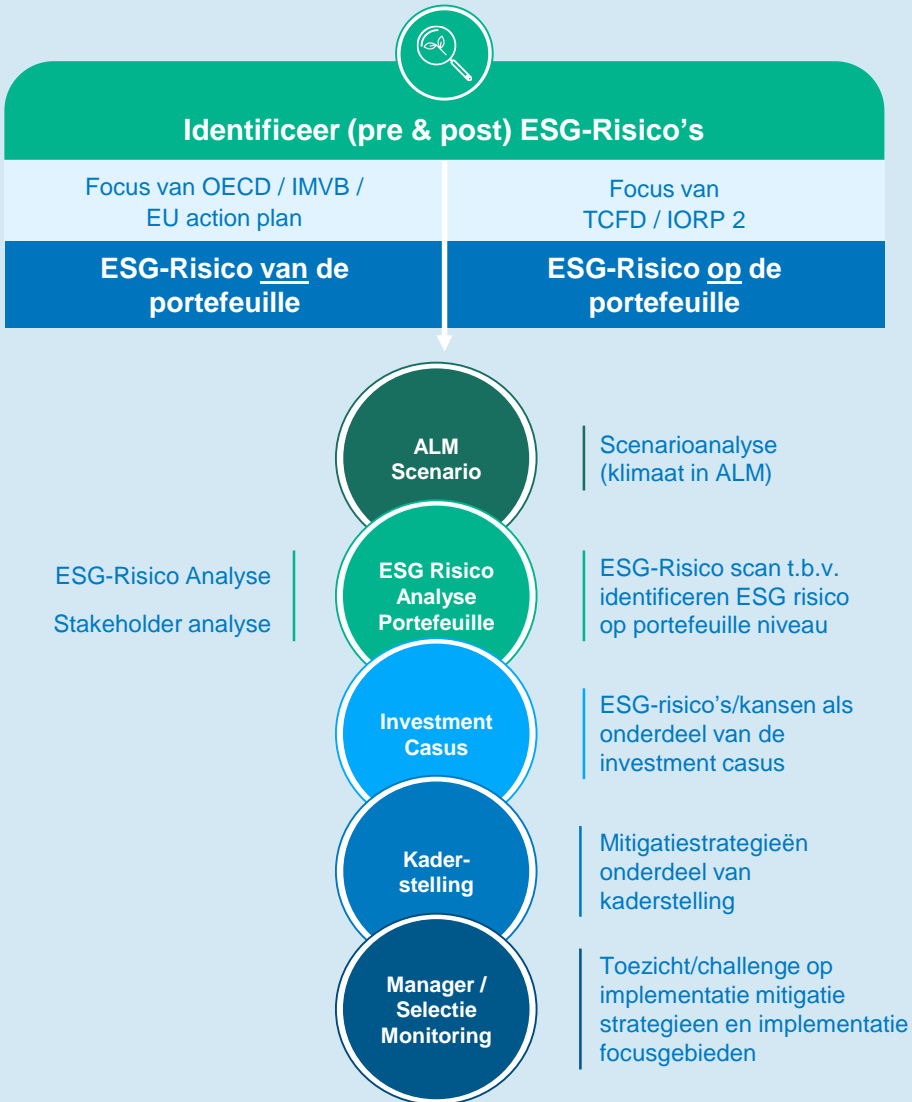 Identificeer (pre & post) ESG-Risico's
Focus van OECD / IMVB /
EU action plan
Focus van
TCFD / IORP 2
ESG-Risico van de
portefeuille
ESG-Risico op de
portefeuille
ALM
Scenario
Scenarioanalyse
(klimaat in ALM)
ESG-Risico Analyse
Stakeholder analyse
ESG Risico
Analyse
Portefeuille
ESG-Risico scan t.b.v.
identificeren ESG risico
op portefeuille niveau
Investment
Casus
ESG-risico's/kansen als
onderdeel van de
investment casus
Kader-
stelling
Mitigatiestrategieën
onderdeel van
kaderstelling
Manager /
Selectie
Monitoring
Toezicht/challenge op
implementatie mitigatie
strategieen en implementatie
focusgebieden